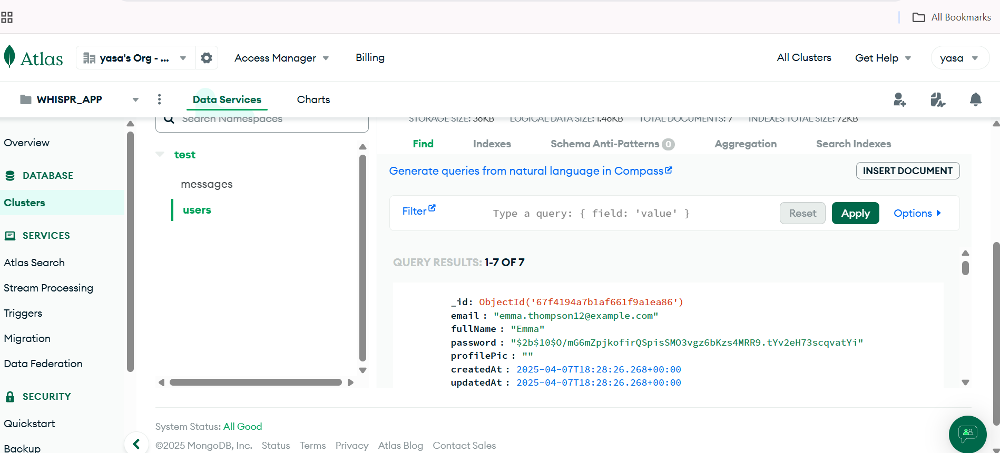 All Bookmarks
Atlas
yasa's Org - ...
Access Manager
Billing
All Clusters
Get Help
yasa
WHISPR_APP
Data Services
Charts
Overview
DATABASE
Clusters
SERVICES
Atlas Search
Stream Processing
Triggers
Migration
Data Federation
SECURITY
Quickstart
Backup
Search Namespaces
test
messages
users
STORAGE SIZE: 36KB LOGICAL DATA SIZE: 1.46KB TOTAL DOCUMENTS: 7 INDEXES TOTAL SIZE: 72KB
Find Indexes Schema Anti-Patterns 0 Aggregation Search Indexes
Generate queries from natural language in Compass
INSERT DOCUMENT
Filter Type a query: { field: 'value' } Reset Apply Options
QUERY RESULTS: 1-7 OF 7
_id: ObjectId('67f4194a7b1af661f9a1ea86')
email : "emma.thompson12@example.com"
fullName : "Emma"
password : "$2b$10$O/mG6mZpjkofirQSpisSMO3vgz6bKzs4MRR9.tYv2eH73scqvatYi"
profilePic : ""
createdAt : 2025-04-07T18:28:26.268+00:00
updatedAt : 2025-04-07T18:28:26.268+00:00
System Status: All Good
©2025 MongoDB, Inc. Status Terms Privacy Atlas Blog Contact Sales